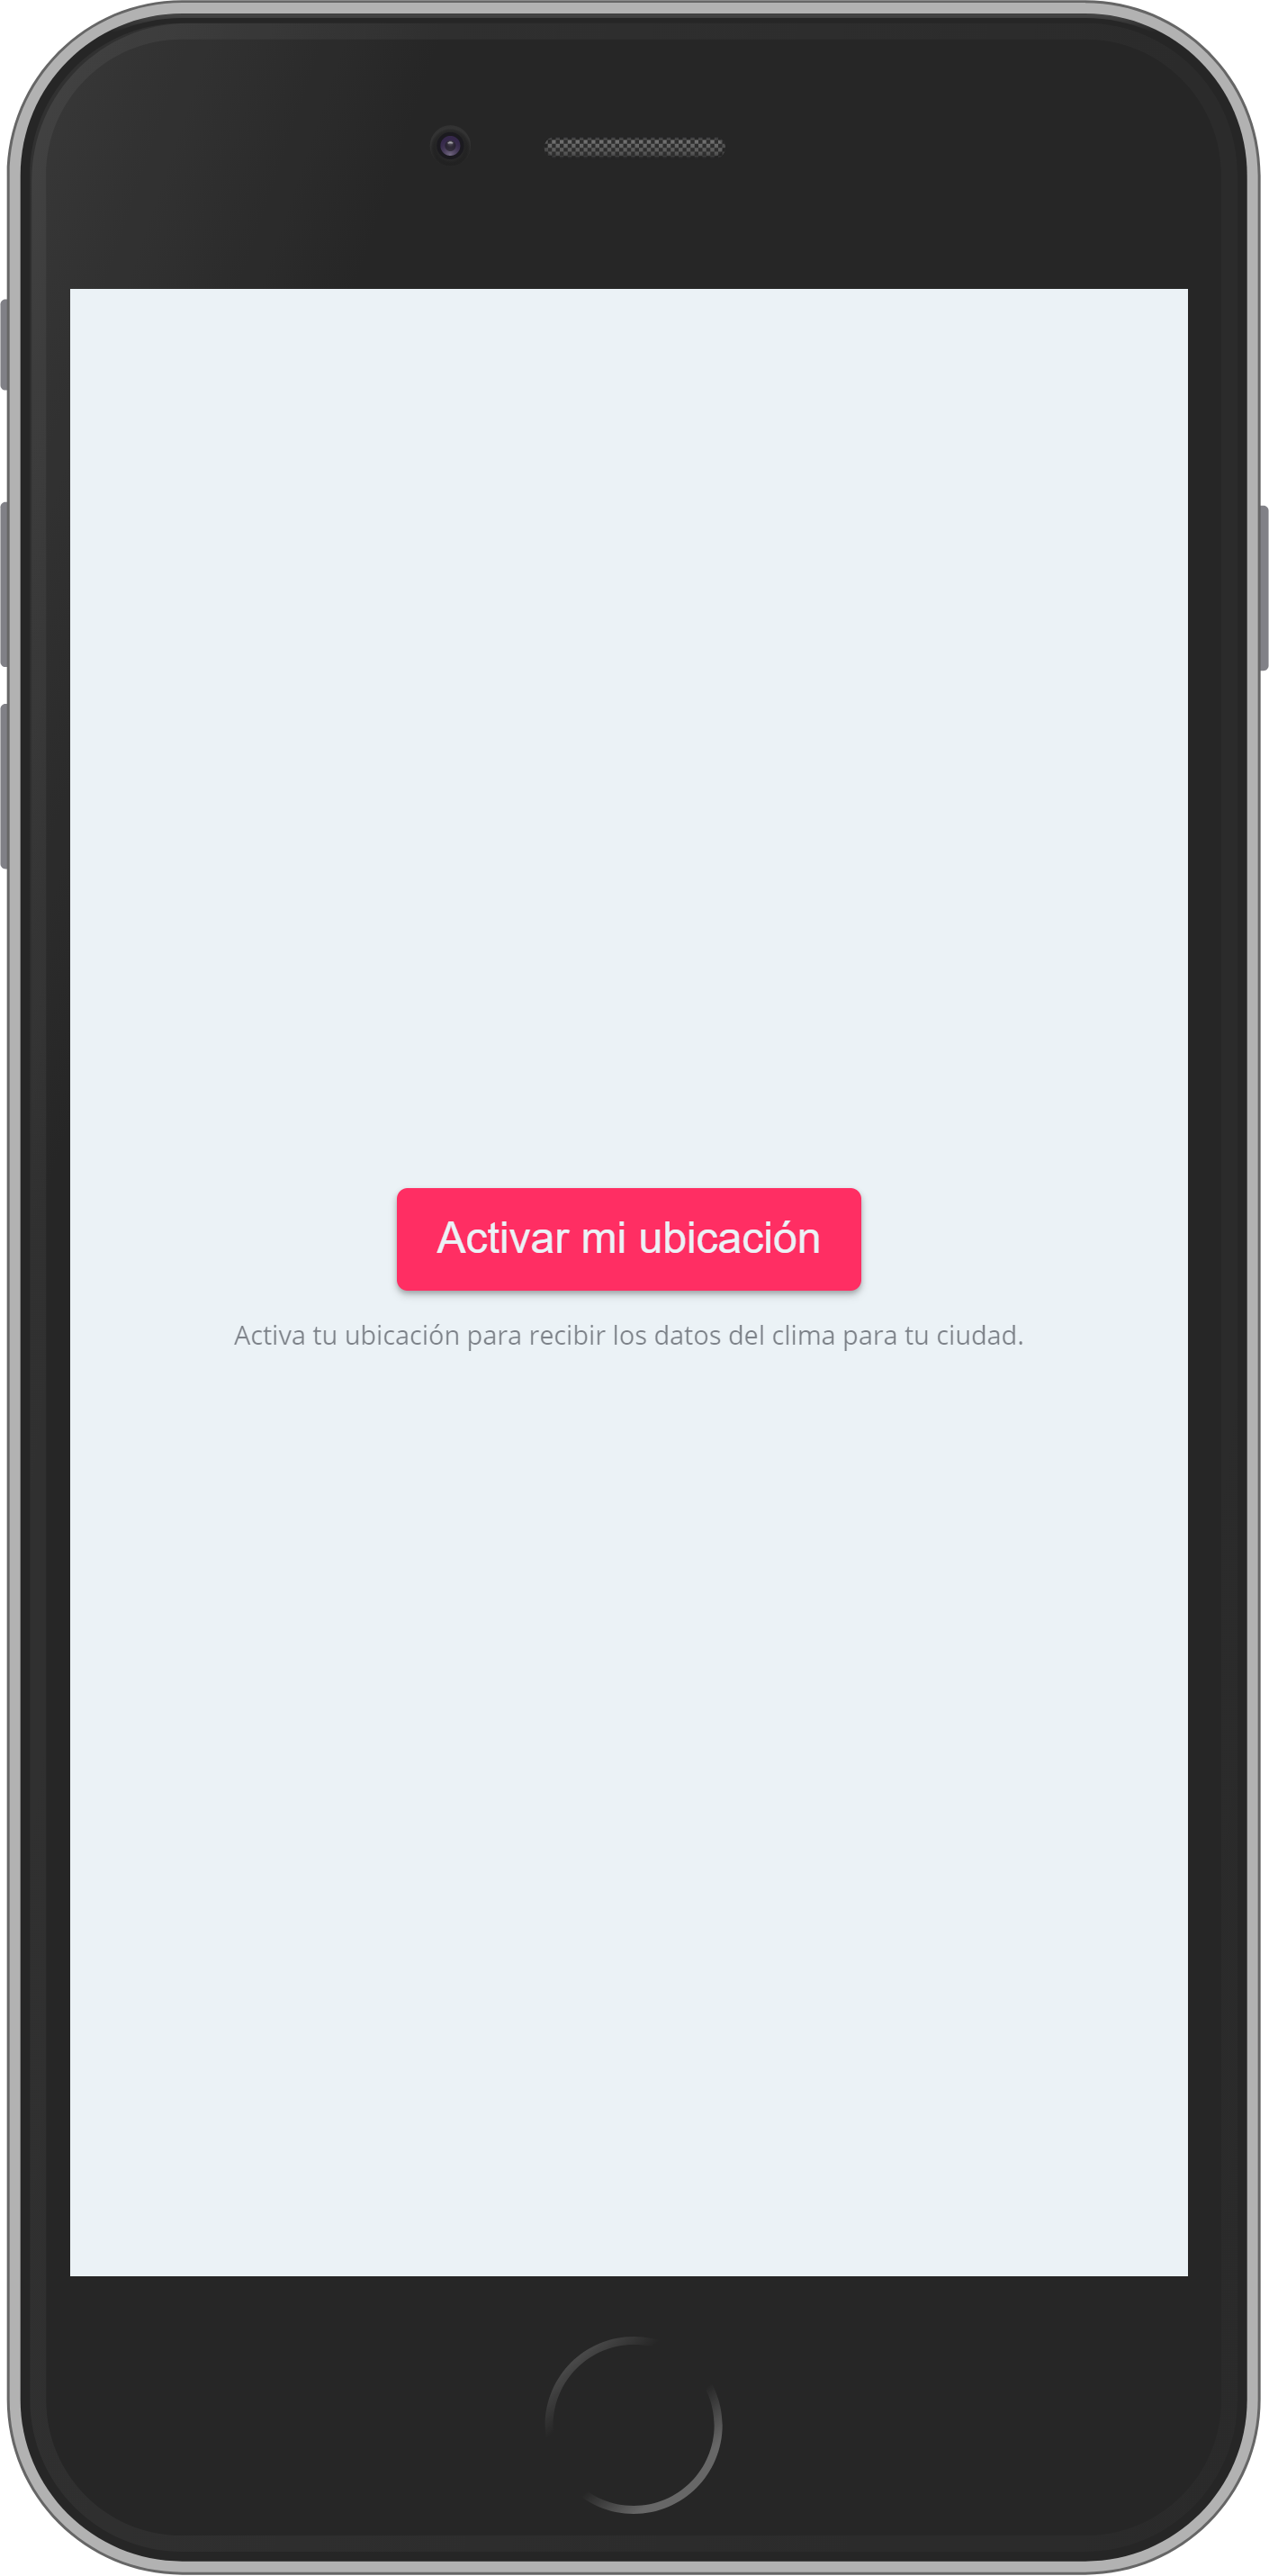 Activar mi ubicación
Activa tu ubicación para recibir los datos del clima para tu ciudad.